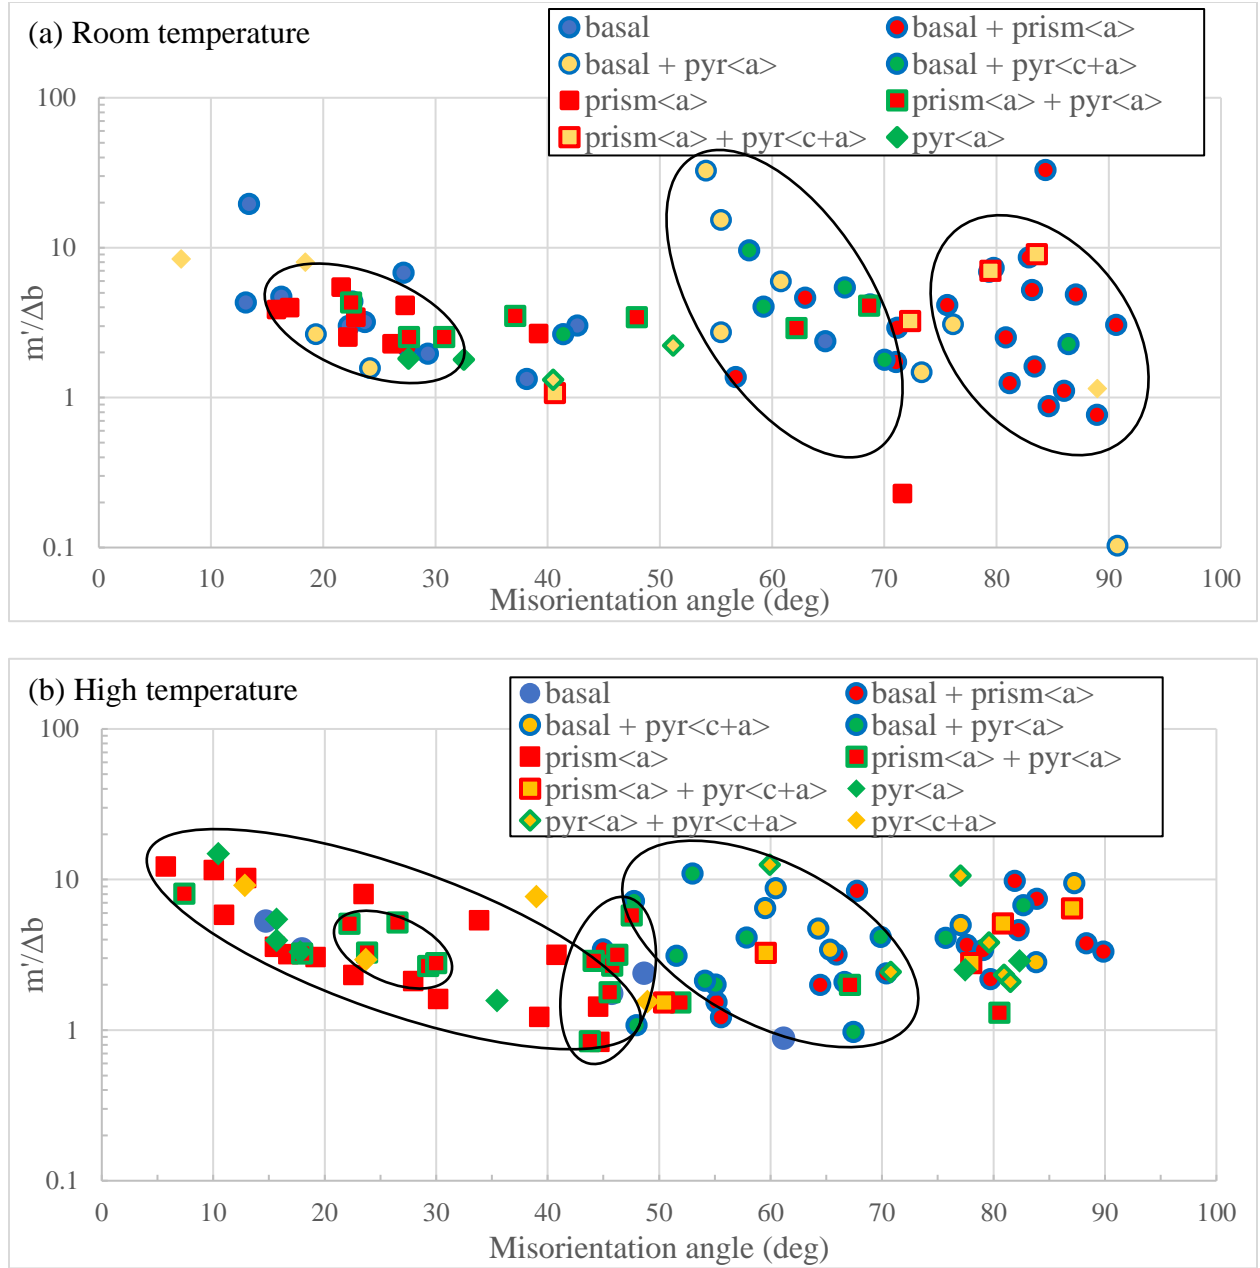 (a) Room temperature
basal
basal + prism<a>
basal + pyr<a>
basal + pyr<c+a>
prism<a>
prism<a> + pyr<a>
prism<a> + pyr<c+a>
pyr<a>
100
10
1
0.1
m'/Δb
0 10 20 30 40 50 60 70 80 90 100
Misorientation angle (deg)
(b) High temperature
basal
basal + prism<a>
basal + pyr<c+a>
basal + pyr<a>
prism<a>
prism<a> + pyr<a>
prism<a> + pyr<c+a>
pyr<a>
pyr<a> + pyr<c+a>
pyr<c+a>
100
10
1
0.1
m'/Δb
0 10 20 30 40 50 60 70 80 90 100
Misorientation angle (deg)